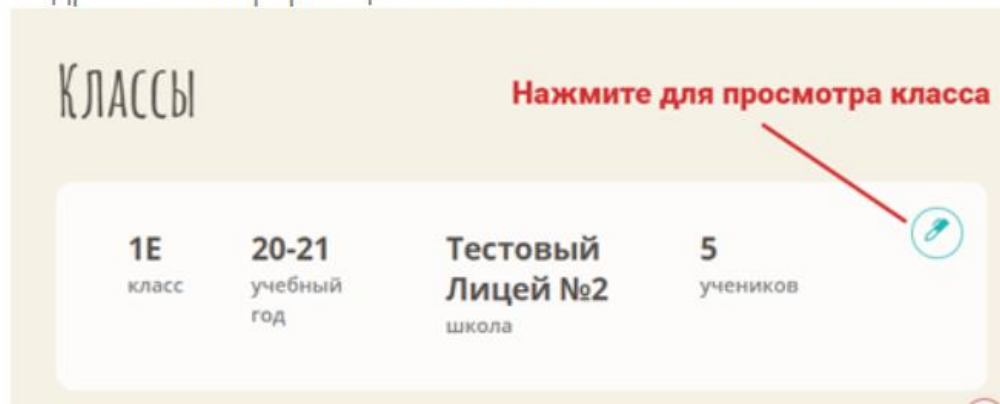 Классы
Нажмите для просмотра класса
1Е 20-21 Тестовый 5
класс учебный Лицей №2 учеников
год школа